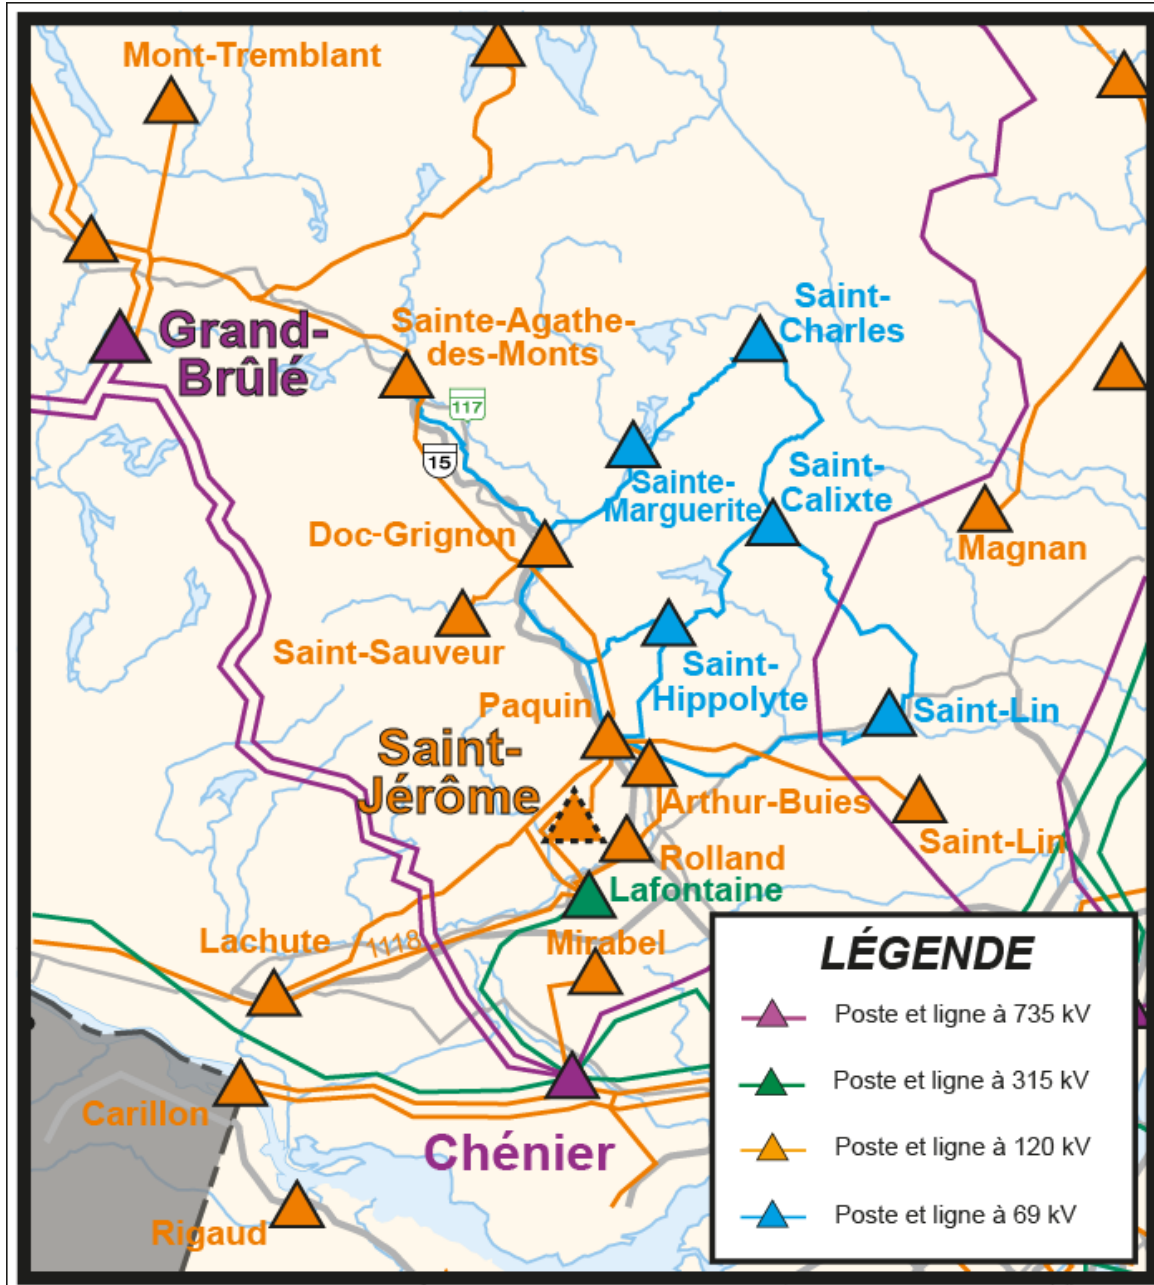 Mont-Tremblant
Grand-
Brûlé
Sainte-Agathe-
des-Monts
117
15
Saint-
Charles
Sainte-
Marguerite
Saint-
Calixte
Doc-Grignon
Magnan
Saint-Sauveur
Saint-
Hippolyte
Paquin
Saint-Lin
Saint-
Jérôme
Arthur-Buies
Saint-Lin
Rolland
Lafontaine
Lachute
1118
Mirabel
Carillon
Chénier
Rigaud
LÉGENDE
Poste et ligne à 735 kV
Poste et ligne à 315 kV
Poste et ligne à 120 kV
Poste et ligne à 69 kV